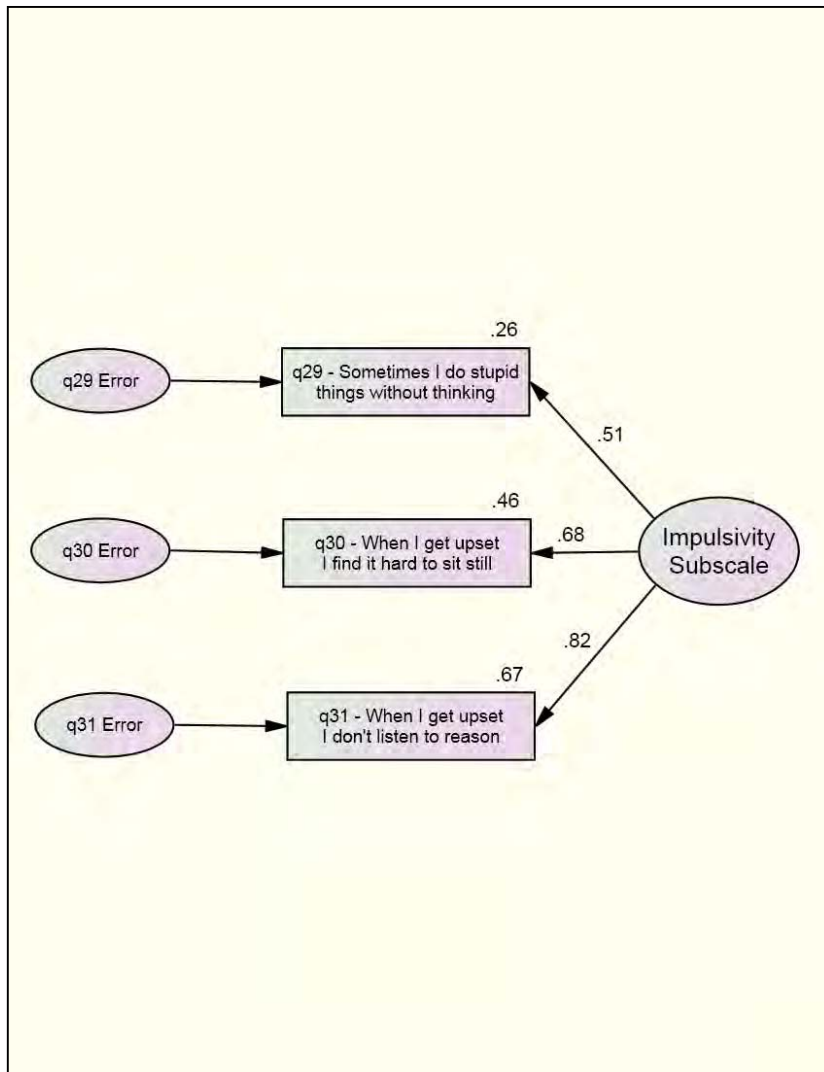 .26
q29 Error
q29 - Sometimes I do stupid
things without thinking
.51
.46
q30 Error
q30 - When I get upset
I find it hard to sit still
.68
Impulsivity
Subscale
.82
.67
q31 Error
q31 - When I get upset
I don't listen to reason